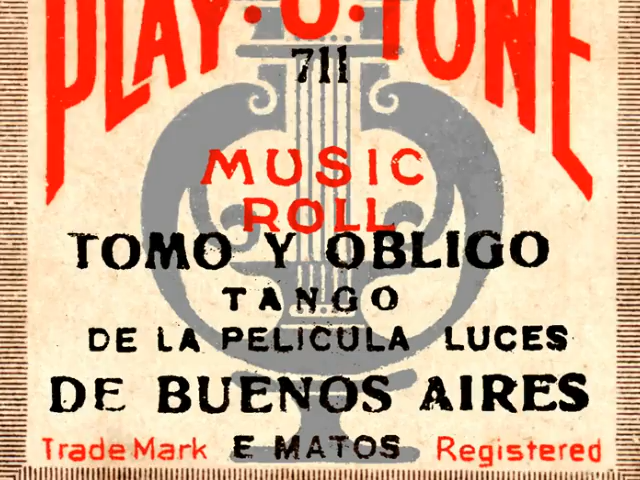 PLAY·O·TONE
711
MUSIC
ROLL
TOMO Y OBLIGO
TANGO
DE LA PELICULA LUCES
DE BUENOS AIRES
Trade Mark E MATOS Registered